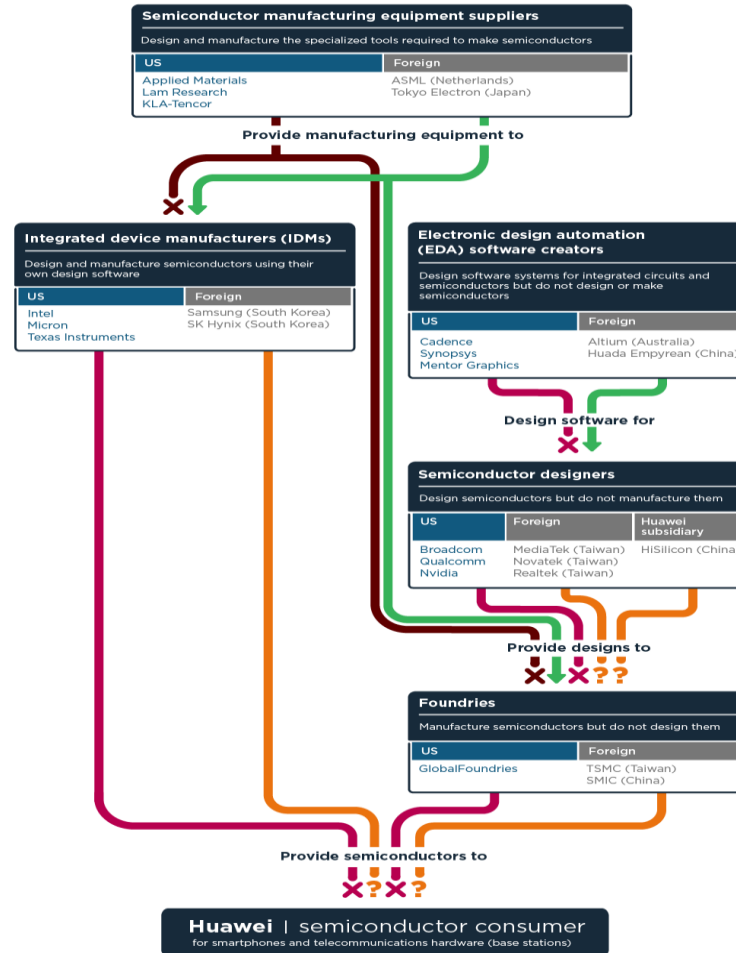 Semiconductor manufacturing equipment suppliers
Design and manufacture the specialized tools required to make semiconductors
US
Foreign
Applied Materials
Lam Research
KLA-Tencor
ASML (Netherlands)
Tokyo Electron (Japan)
Provide manufacturing equipment to
Integrated device manufacturers (IDMs)
Design and manufacture semiconductors using their
own design software
US
Foreign
Intel
Micron
Texas Instruments
Samsung (South Korea)
SK Hynix (South Korea)
Electronic design automation
(EDA) software creators
Design software systems for integrated circuits and
semiconductors but do not design or make
semiconductors
US
Foreign
Cadence
Synopsys
Mentor Graphics
Altium (Australia)
Huada Empyrean (China)
Design software for
Semiconductor designers
Design semiconductors but do not manufacture them
US
Foreign
Huawei
subsidiary
Broadcom
Qualcomm
Nvidia
MediaTek (Taiwan)
Novatek (Taiwan)
Realtek (Taiwan)
HiSilicon (China
Provide designs to
? ?
Foundries
Manufacture semiconductors but do not design them
US
Foreign
GlobalFoundries
TSMC (Taiwan)
SMIC (China)
Provide semiconductors to
? ?
Huawei | semiconductor consumer
for smartphones and telecommunications hardware (base stations)